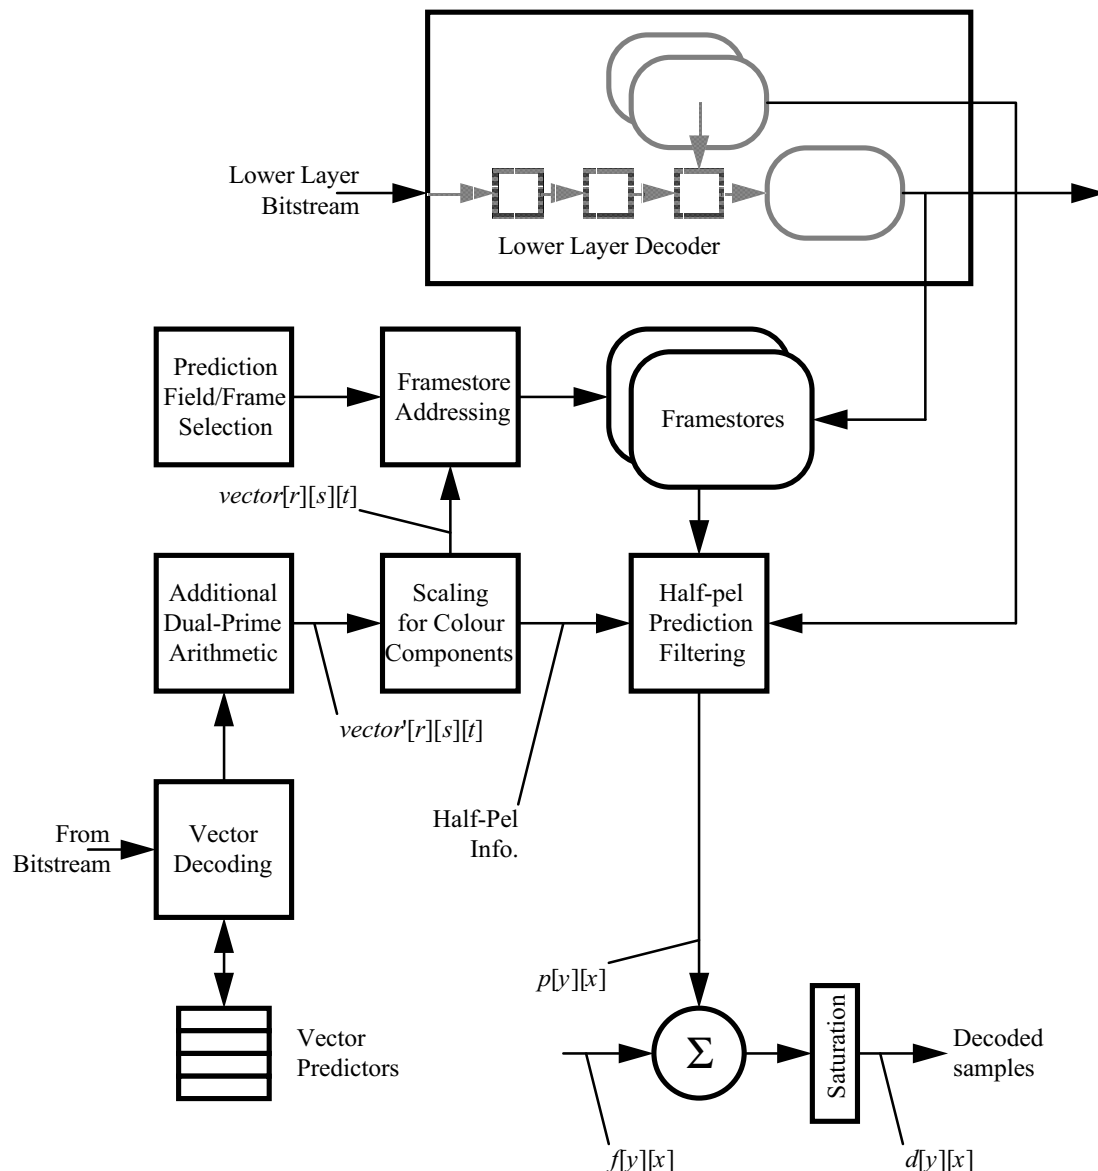 Lower Layer
Bitstream
Lower Layer Decoder
Prediction
Field/Frame
Selection
Framestore
Addressing
Framestores
vector[r][s][t]
Additional
Dual-Prime
Arithmetic
Scaling
for Colour
Components
Half-pel
Prediction
Filtering
vector'[r][s][t]
Half-Pel
Info.
From
Bitstream
Vector
Decoding
p[y][x]
Vector
Predictors
Σ
Saturation
Decoded
samples
f[y][x]
d[y][x]